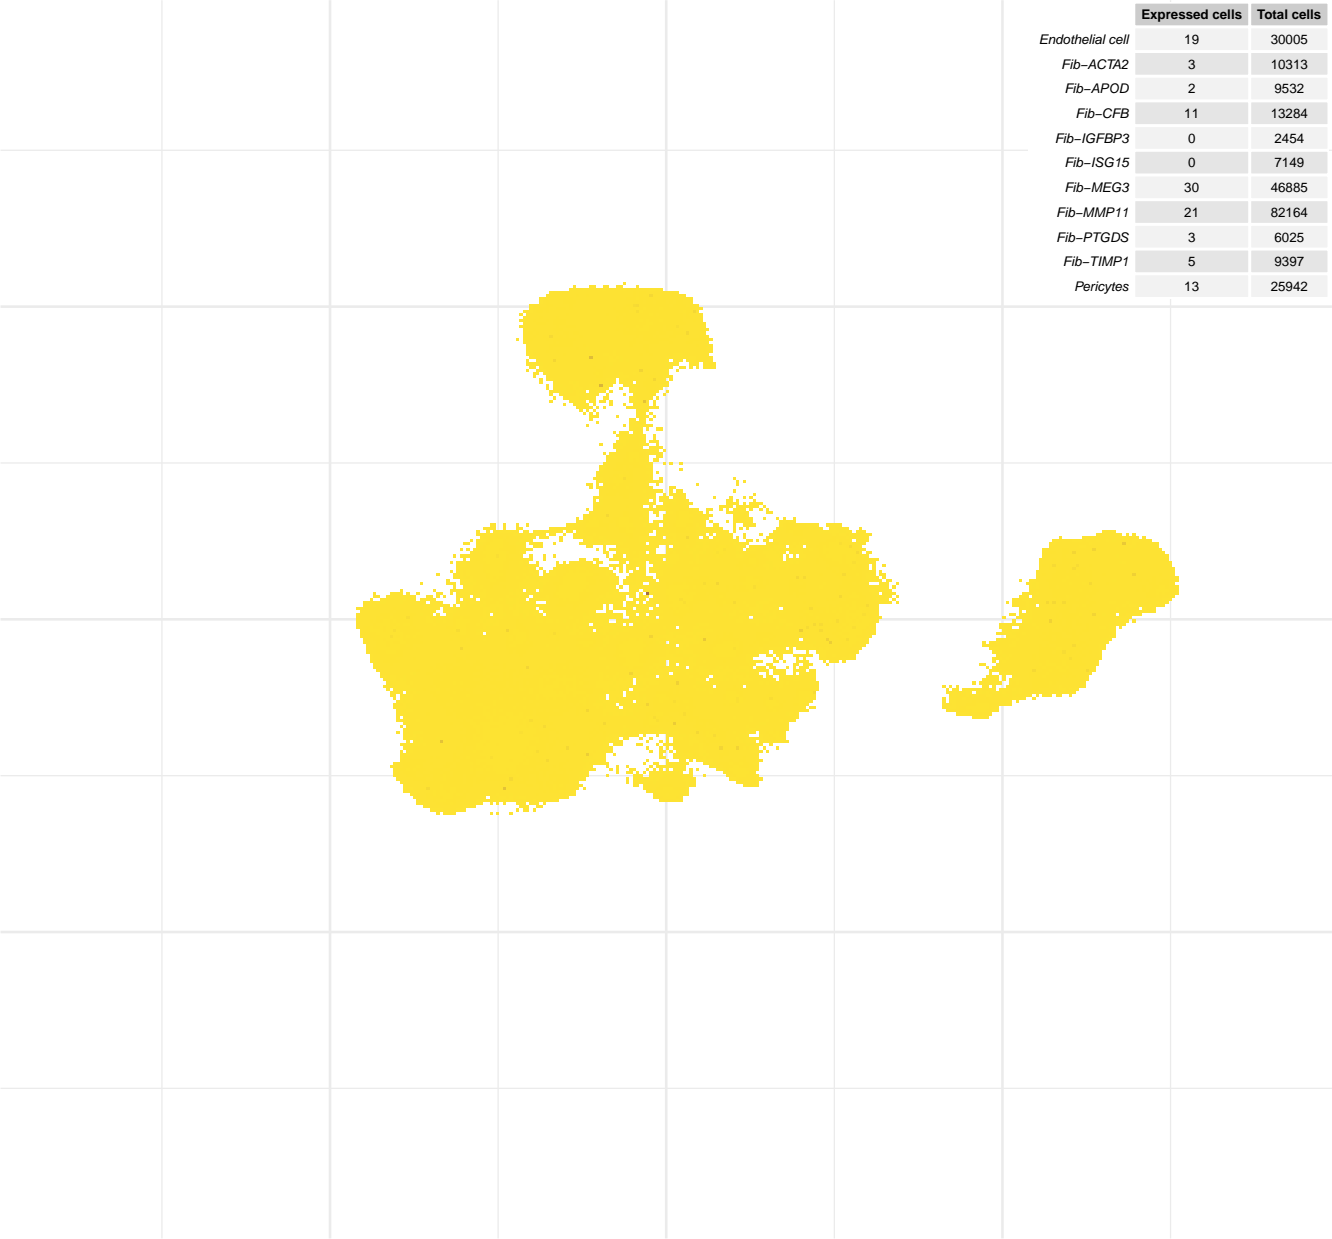 Expressed cells Total cells
Endothelial cell 19 30005
Fib−ACTA2 3 10313
Fib−APOD 2 9532
Fib−CFB 11 13284
Fib−IGFBP3 0 2454
Fib−ISG15 0 7149
Fib−MEG3 30 46885
Fib−MMP11 21 82164
Fib−PTGDS 3 6025
Fib−TIMP1 5 9397
Pericytes 13 25942